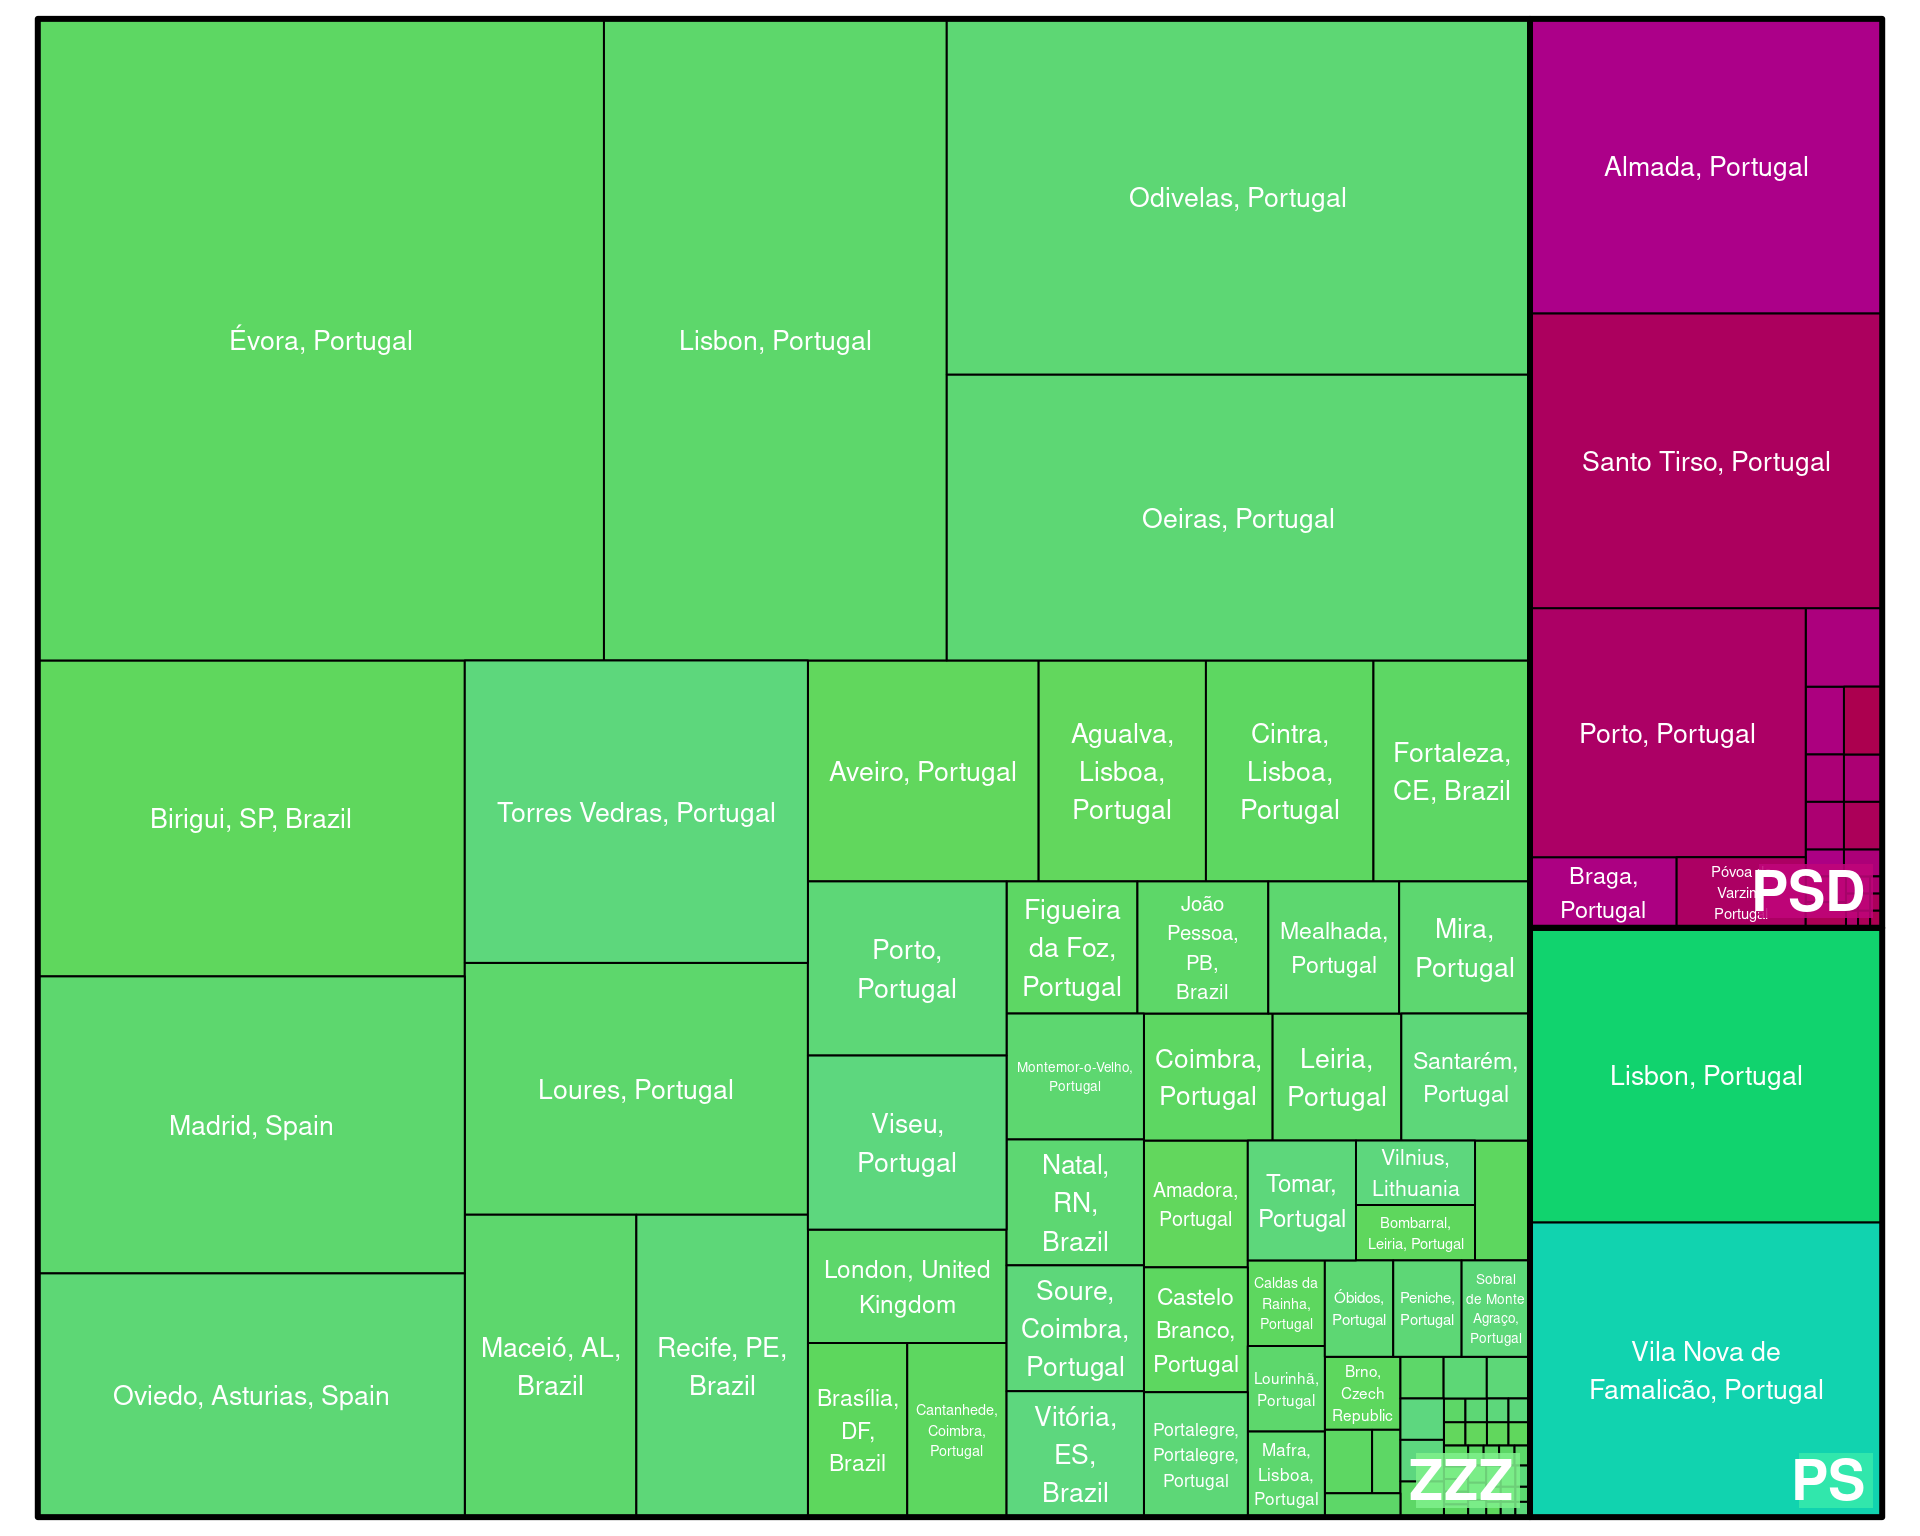 Évora, Portugal
Lisbon, Portugal
Odivelas, Portugal
Oeiras, Portugal
Almada, Portugal
Santo Tirso, Portugal
Porto, Portugal
Braga,
Portugal
Póvoa
Varzim
Portugal
PSD
Birigui, SP, Brazil
Madrid, Spain
Oviedo, Asturias, Spain
Torres Vedras, Portugal
Loures, Portugal
Maceió, AL,
Brazil
Recife, PE,
Brazil
Aveiro, Portugal
Agualva,
Lisboa,
Portugal
Cintra,
Lisboa,
Portugal
Fortaleza,
CE, Brazil
Porto,
Portugal
Viseu,
Portugal
London, United
Kingdom
Brasília,
DF,
Brazil
Cantanhede,
Coimbra,
Portugal
Figueira
da Foz,
Portugal
João
Pessoa,
PB,
Brazil
Mealhada,
Portugal
Mira,
Portugal
Montemor-o-Velho,
Portugal
Natal,
RN,
Brazil
Soure,
Coimbra,
Portugal
Vitória,
ES,
Brazil
Coimbra,
Portugal
Leiria,
Portugal
Santarém,
Portugal
Amadora,
Portugal
Castelo
Branco,
Portugal
Portalegre,
Portalegre,
Portugal
Tomar,
Portugal
Vilnius,
Lithuania
Bombarral,
Leiria, Portugal
Caldas da
Rainha,
Portugal
Lourinhã,
Portugal
Mafra,
Lisboa,
Portugal
Óbidos,
Portugal
Peniche,
Portugal
Sobral
de Monte
Agraço,
Portugal
Brno,
Czech
Republic
ZZZ
Lisbon, Portugal
Vila Nova de
Famalicão, Portugal
PS